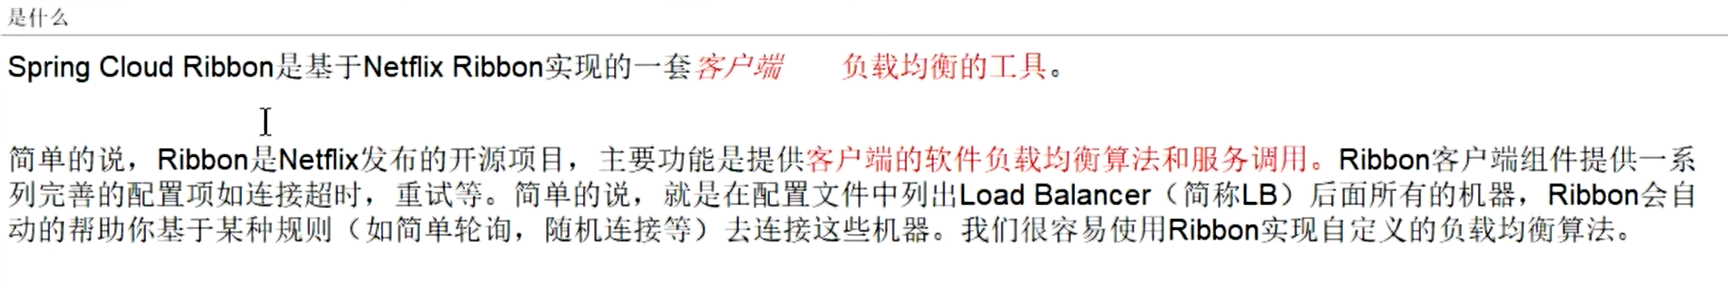 是什么
Spring Cloud Ribbon是基于Netflix Ribbon实现的一套客户端 负载均衡的工具。
简单的说，Ribbon是Netflix发布的开源项目，主要功能是提供客户端的软件负载均衡算法和服务调用。Ribbon客户端组件提供一系
列完善的配置项如连接超时，重试等。简单的说，就是在配置文件中列出Load Balancer（简称LB）后面所有的机器，Ribbon会自
动的帮助你基于某种规则（如简单轮询，随机连接等）去连接这些机器。我们很容易使用Ribbon实现自定义的负载均衡算法。